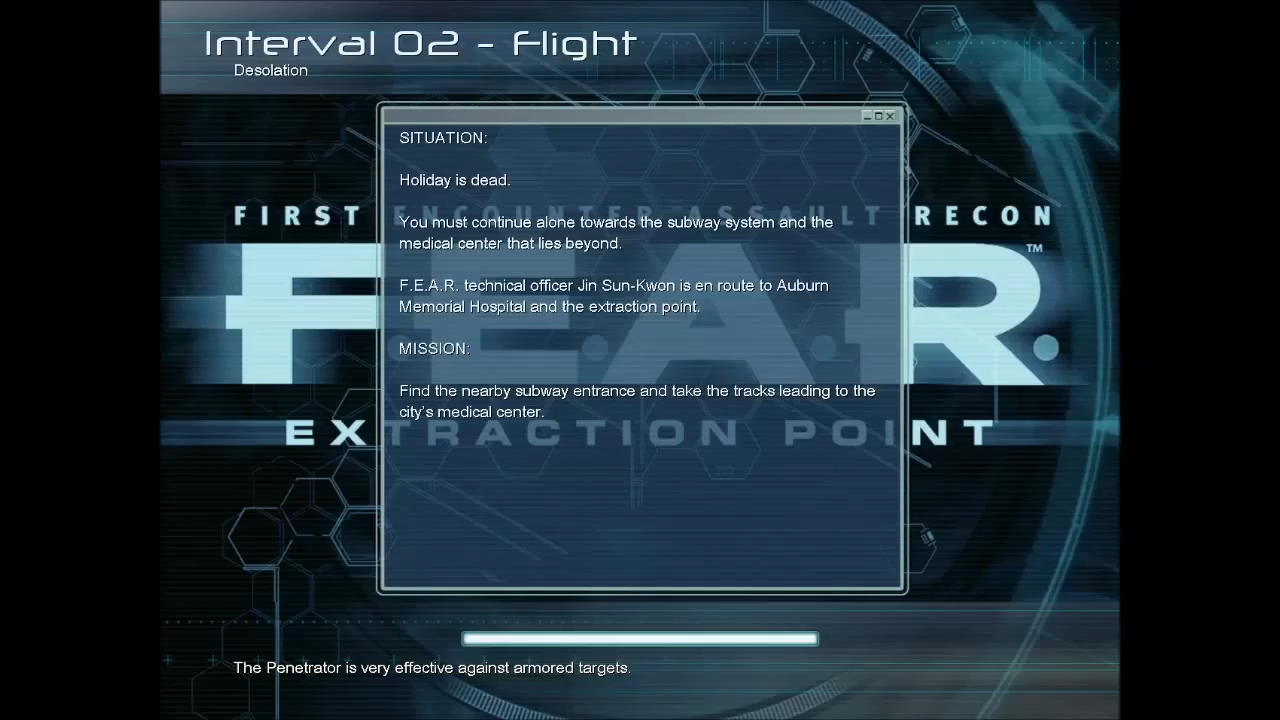 Interval 02 - Flight
Desolation
SITUATION:
Holiday is dead.
FIRST ENCOUNTER ASSAULT RECON
You must continue alone towards the subway system and the
medical center that lies beyond.
F.E.A.R. TM
F.E.A.R. technical officer Jin Sun-Kwon is en route to Auburn
Memorial Hospital and the extraction point.
MISSION:
Find the nearby subway entrance and take the tracks leading to the
city's medical center.
EXTRACTION POINT
The Penetrator is very effective against armored targets.